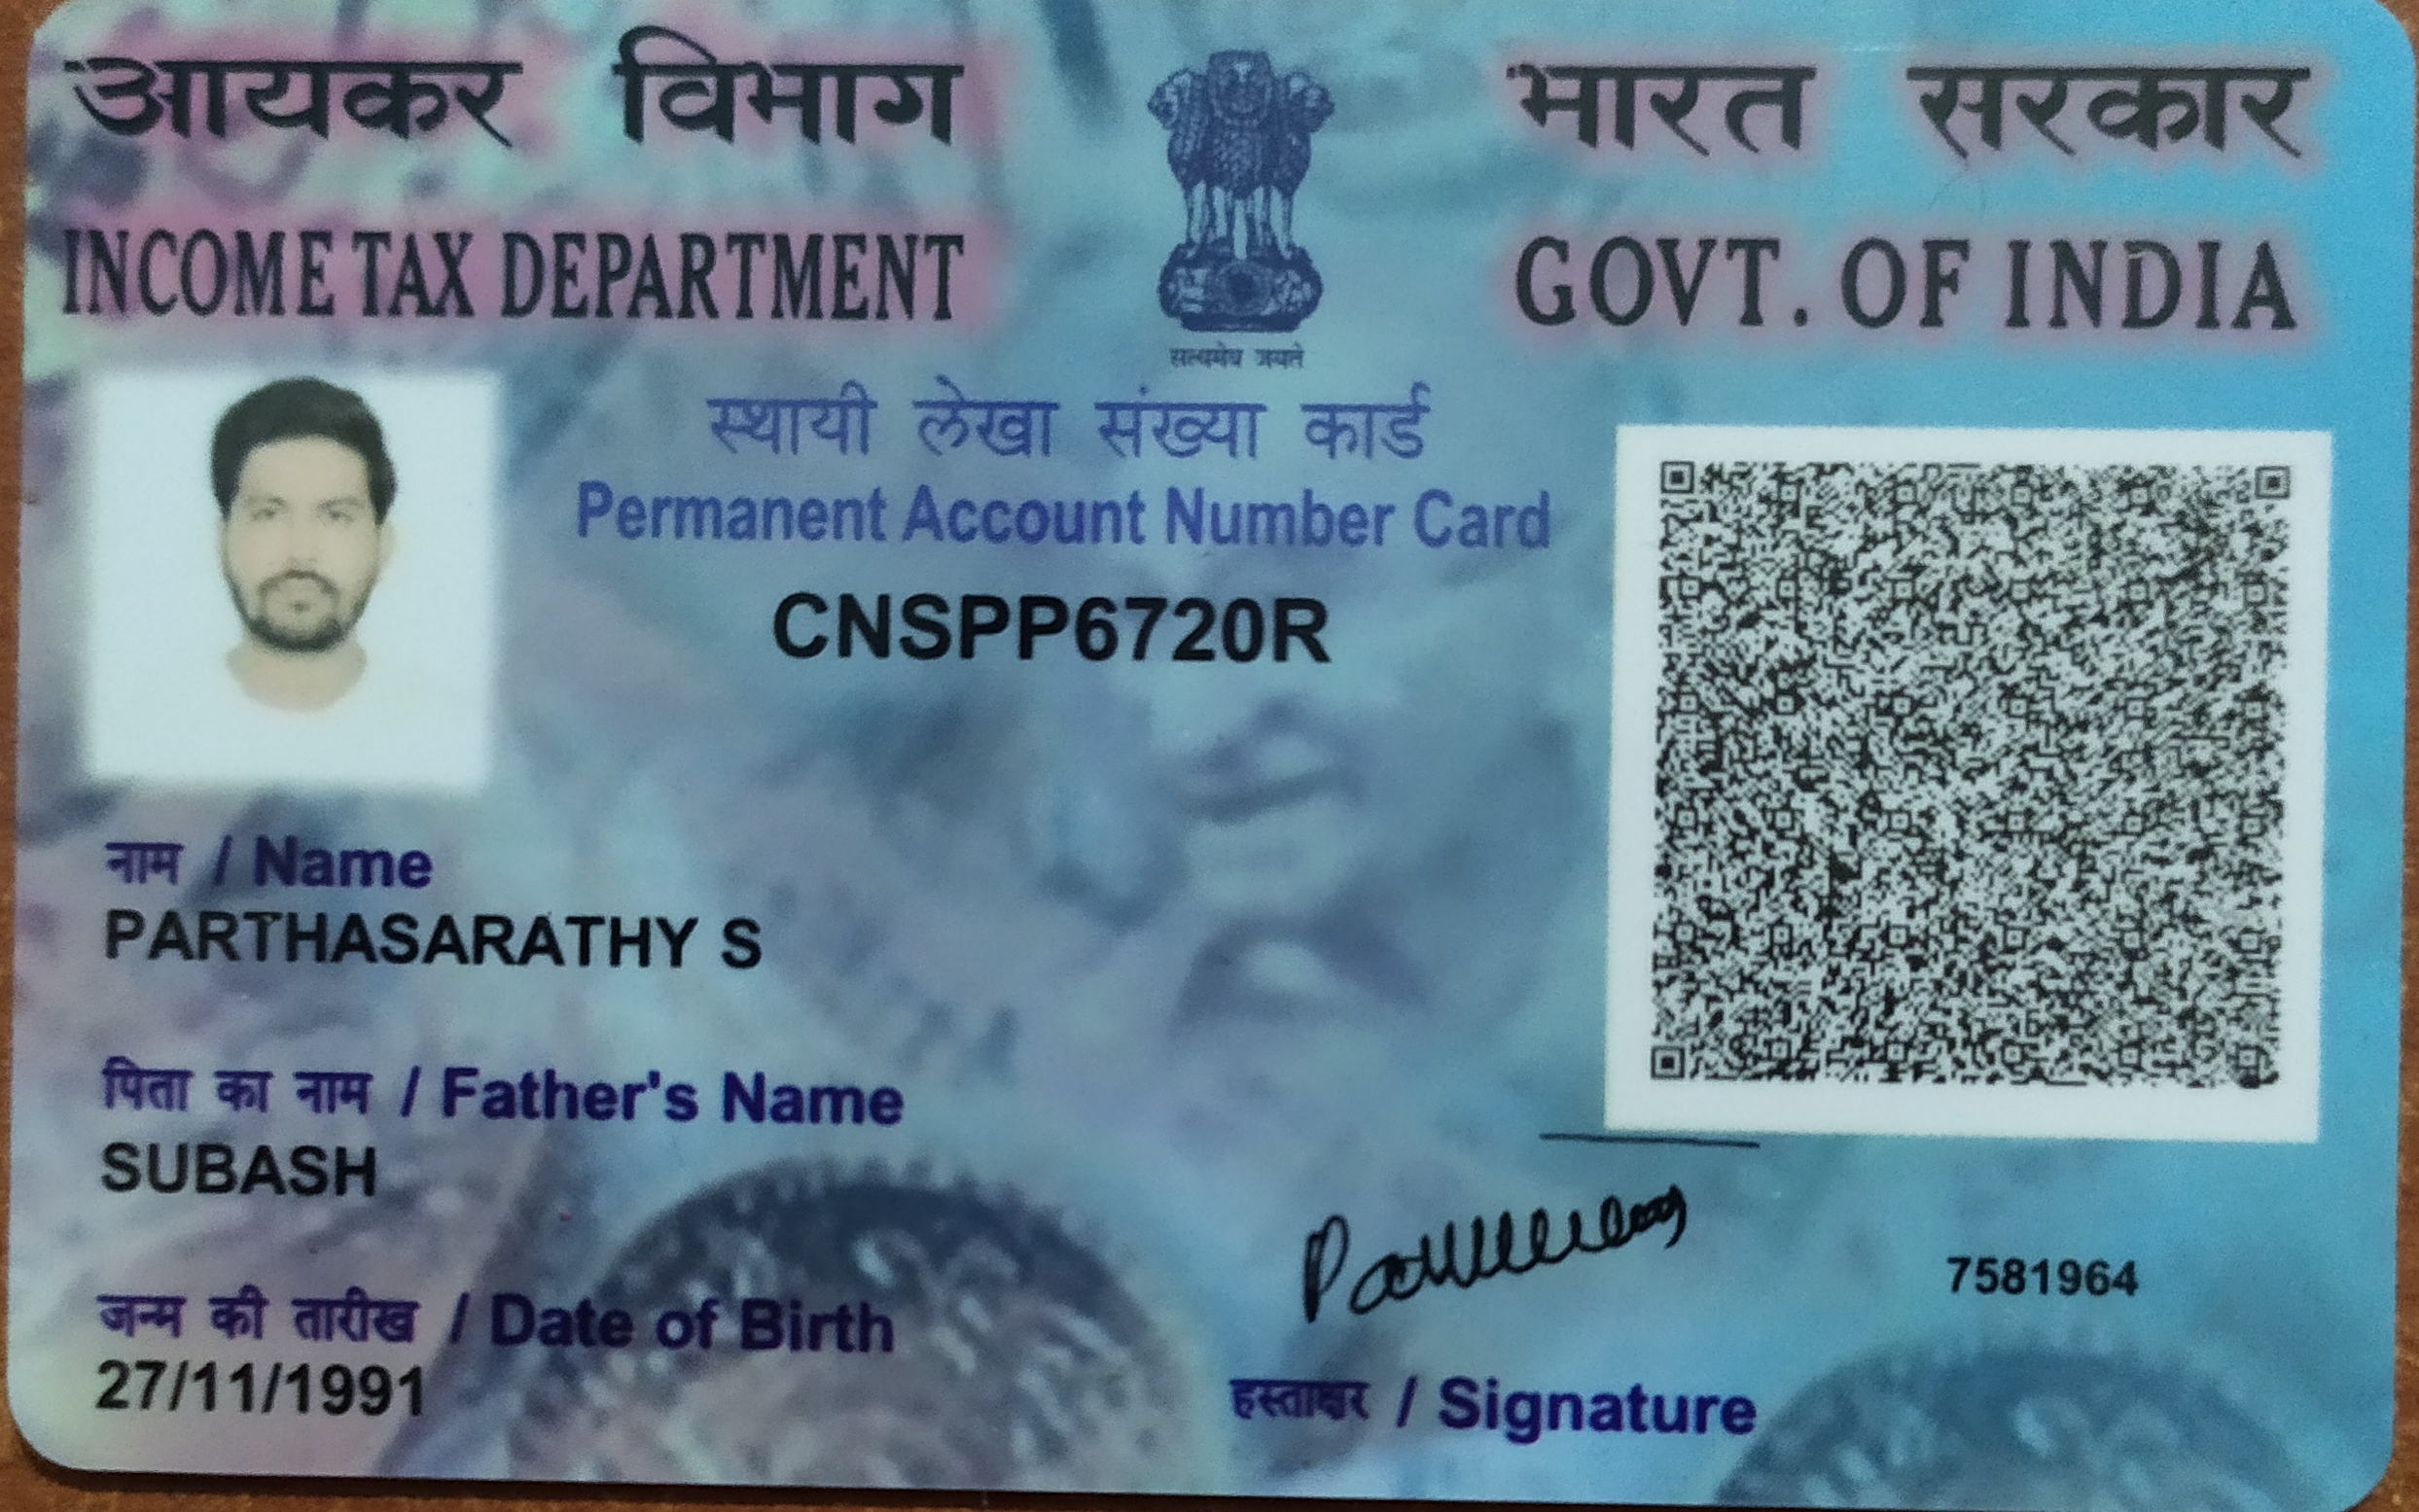 आयकर विभाग
INCOME TAX DEPARTMENT
सत्यमेव जयते
भारत सरकार
GOVT. OF INDIA
स्थायी लेखा संख्या कार्ड
Permanent Account Number Card
CNSPP6720R
नाम / Name
PARTHASARATHY S
पिता का नाम / Father's Name
SUBASH
जन्म की तारीख / Date of Birth
27/11/1991
7581964
हस्ताक्षर / Signature